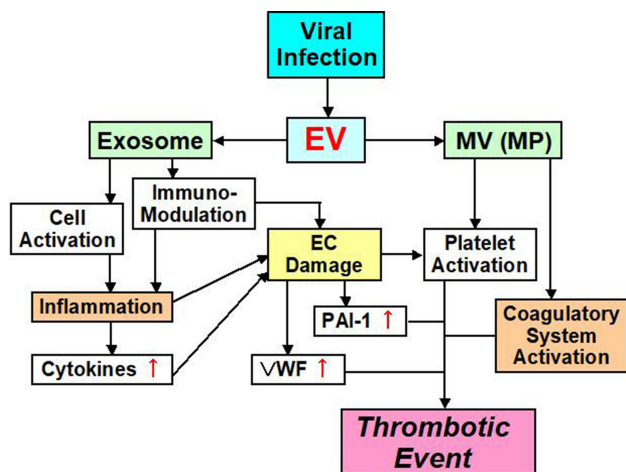 Viral
Infection
Exosome
EV
MV (MP)
Cell
Activation
Immuno-
Modulation
EC
Damage
Platelet
Activation
Inflammation
PAI-1 ↑
Coagulatory
System
Activation
Cytokines ↑
VWF ↑
Thrombotic
Event